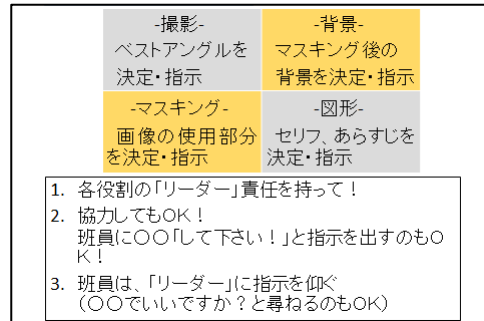 -撮影-
ベストアングルを
決定・指示
-背景-
マスキング後の
背景を決定・指示
-マスキング-
画像の使用部分
を決定・指示
-図形-
セリフ、あらすじを
決定・指示
1. 各役割の「リーダー」責任を持って！
2. 協力してもOK！
班員に〇〇「して下さい！」と指示を出すのもO
K！
3. 班員は、「リーダー」に指示を仰ぐ
（〇〇でいいですか？と尋ねるのもOK）